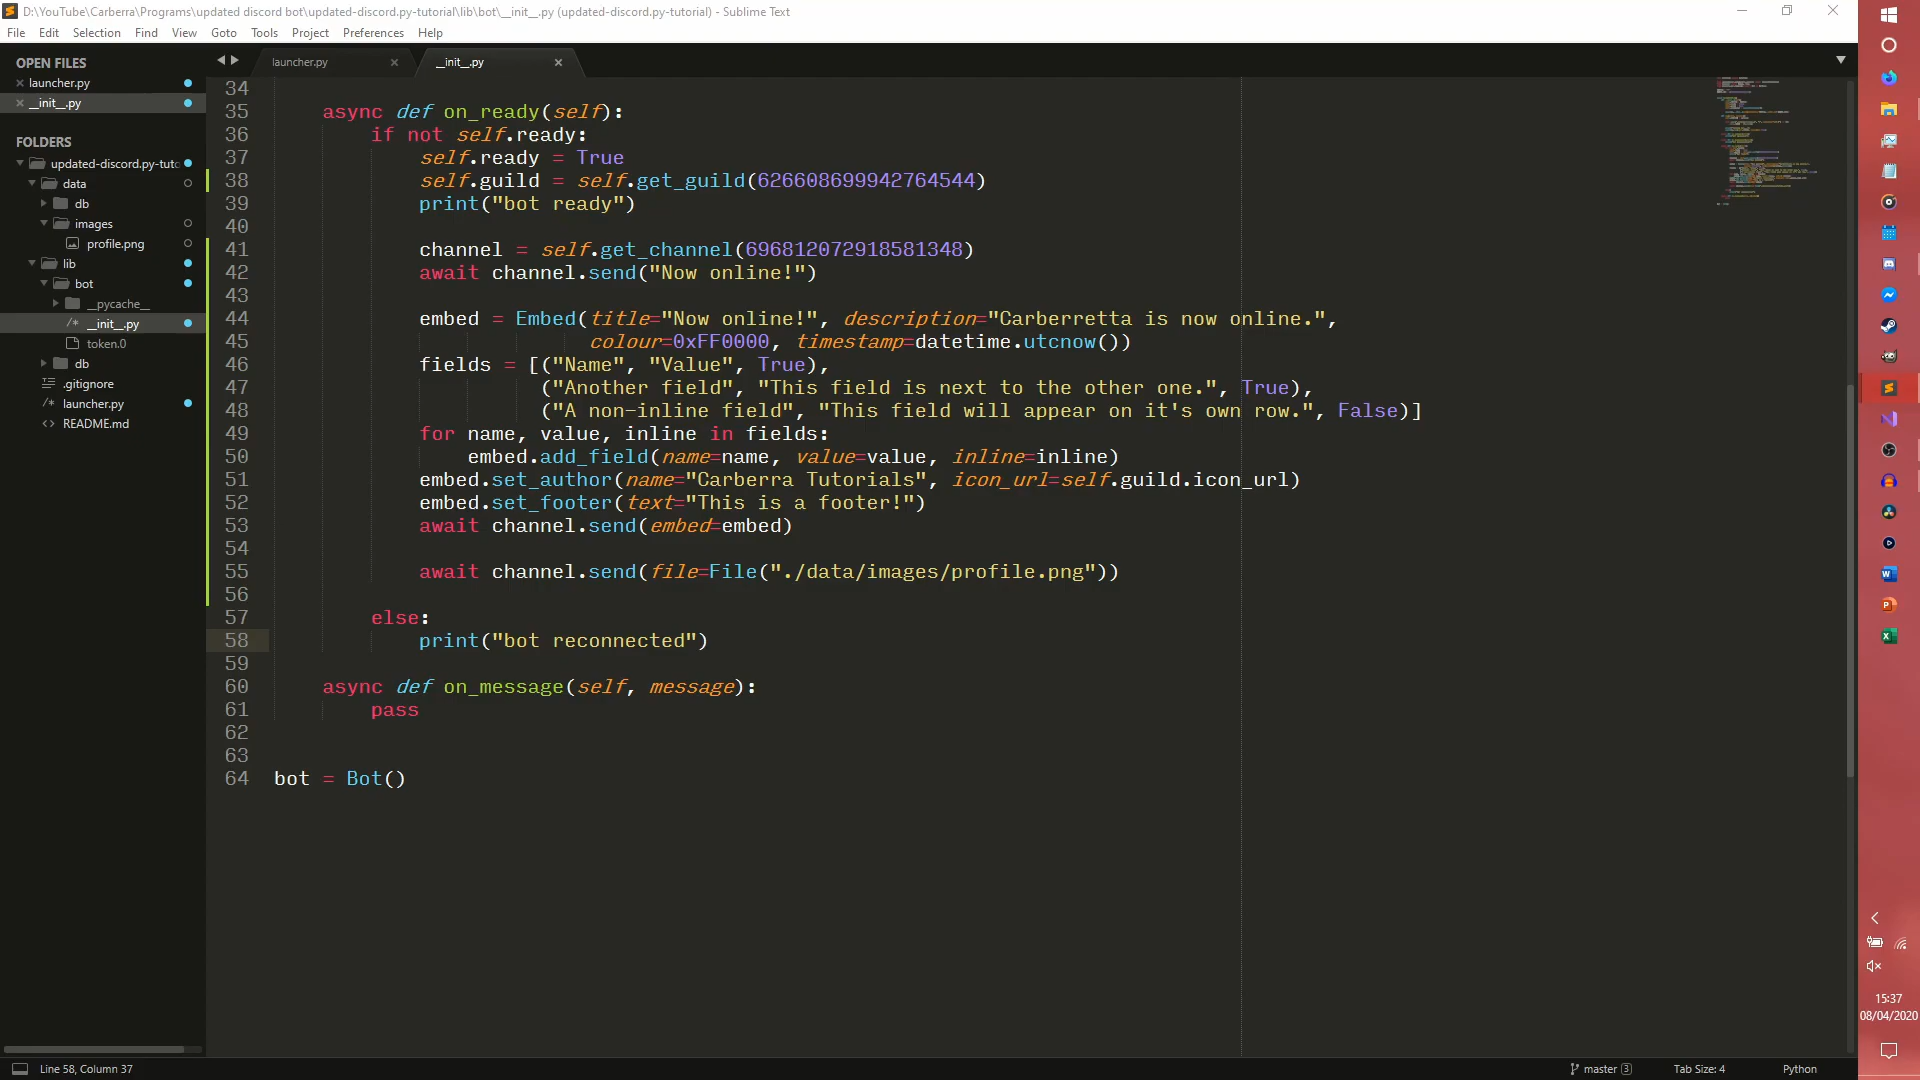 D:\YouTube\Carberra\Programs\updated discord bot\updated-discord.py-tutorial\lib\bot\__init__.py (updated-discord.py-tutorial) - Sublime Text
File Edit Selection Find View Goto Tools Project Preferences Help
OPEN FILES
launcher.py
__init__.py
FOLDERS
updated-discord.py-tuto
data
db
images
profile.png
lib
bot
__pycache__
__init__.py
token.0
db
.gitignore
launcher.py
README.md
launcher.py
__init__.py
34
35 async def on_ready(self):
36 if not self.ready:
37 self.ready = True
38 self.guild = self.get_guild(626608699942764544)
39 print("bot ready")
40
41 channel = self.get_channel(696812072918581348)
42 await channel.send("Now online!")
43
44 embed = Embed(title="Now online!", description="Carberretta is now online.",
45 colour=0xFF0000, timestamp=datetime.utcnow())
46 fields = [("Name", "Value", True),
47 ("Another field", "This field is next to the other one.", True),
48 ("A non-inline field", "This field will appear on it's own row.", False)]
49 for name, value, inline in fields:
50 embed.add_field(name=name, value=value, inline=inline)
51 embed.set_author(name="Carberra Tutorials", icon_url=self.guild.icon_url)
52 embed.set_footer(text="This is a footer!")
53 await channel.send(embed=embed)
54
55 await channel.send(file=File("./data/images/profile.png"))
56
57 else:
58 print("bot reconnected")
59
60 async def on_message(self, message):
61 pass
62
63
64 bot = Bot()
15:37
08/04/2020
Line 58, Column 37
master 3
Tab Size: 4
Python